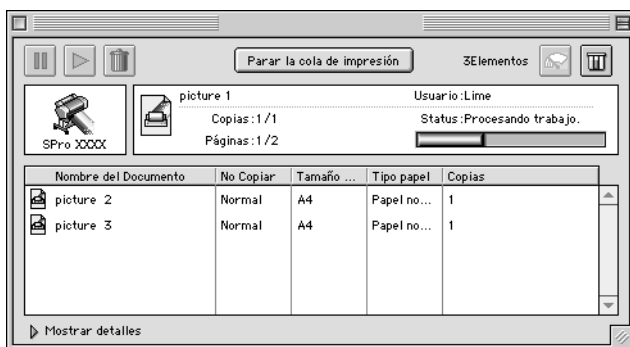 Parar la cola de impresión 3Elementos
picture 1 Usuario:Lime
Copias:1/1 Status:Procesando trabajo.
SPro XXXX Páginas:1/2
Nombre del Documento No Copiar Tamaño ... Tipo papel Copias
picture 2 Normal A4 Papel no... 1
picture 3 Normal A4 Papel no... 1
Mostrar detalles